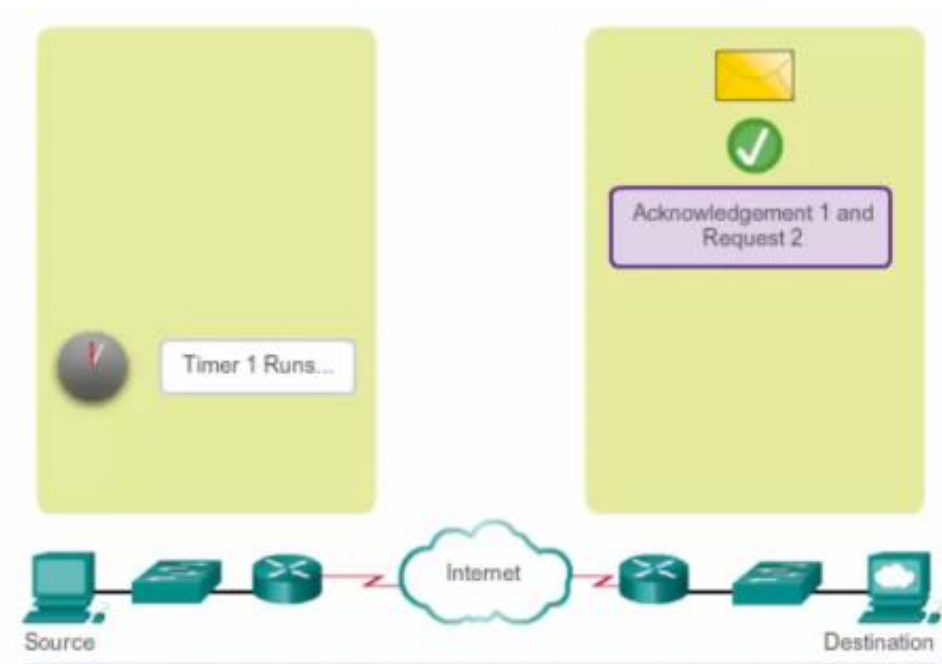 Acknowledgement 1 and
Request 2
Timer 1 Runs...
Internet
Source
Destination